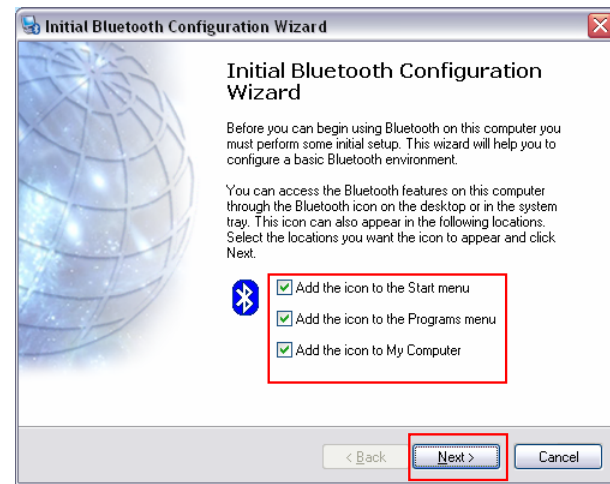 Initial Bluetooth Configuration Wizard
Initial Bluetooth Configuration
Wizard
Before you can begin using Bluetooth on this computer you
must perform some initial setup. This wizard will help you to
configure a basic Bluetooth environment.
You can access the Bluetooth features on this computer
through the Bluetooth icon on the desktop or in the system
tray. This icon can also appear in the following locations.
Select the locations you want the icon to appear and click
Next.
Add the icon to the Start menu
Add the icon to the Programs menu
Add the icon to My Computer
< Back Next > Cancel